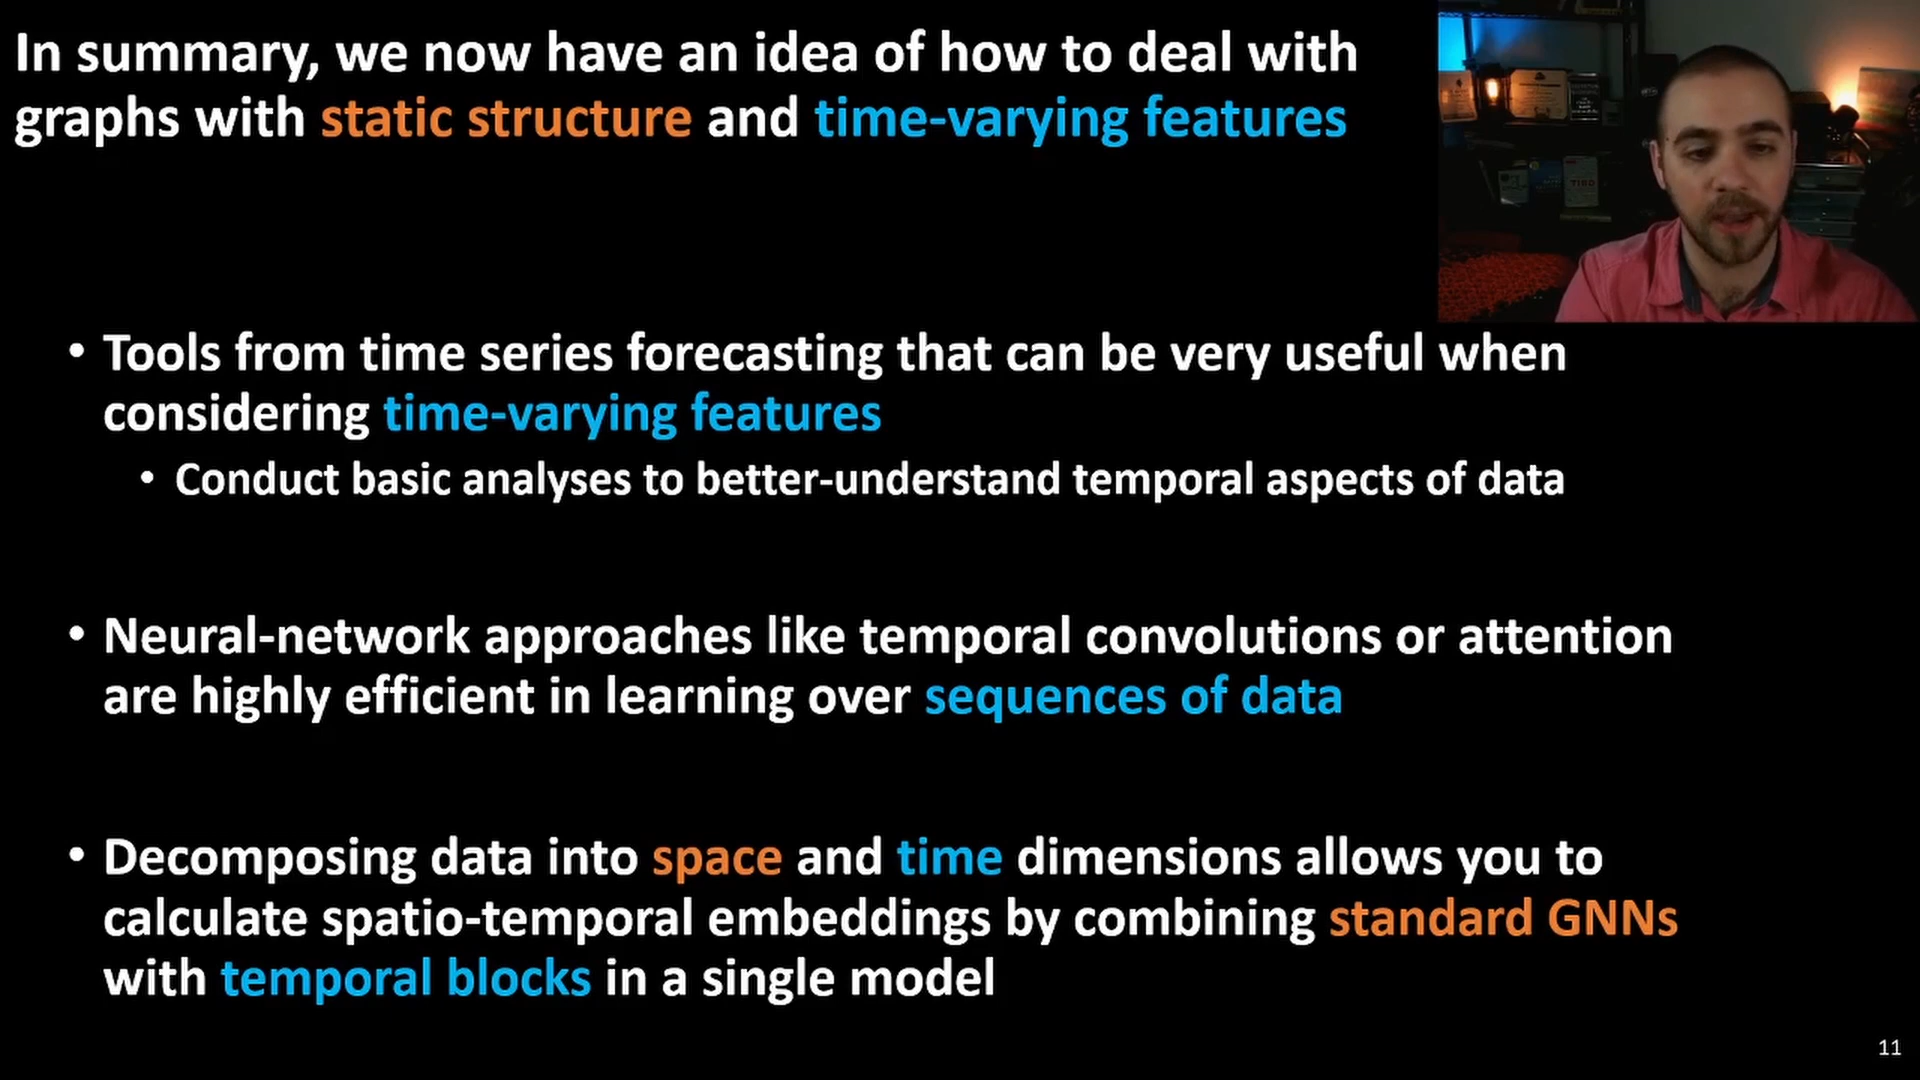 In summary, we now have an idea of how to deal with
graphs with static structure and time-varying features
• Tools from time series forecasting that can be very useful when
considering time-varying features
• Conduct basic analyses to better-understand temporal aspects of data
• Neural-network approaches like temporal convolutions or attention
are highly efficient in learning over sequences of data
• Decomposing data into space and time dimensions allows you to
calculate spatio-temporal embeddings by combining standard GNNs
with temporal blocks in a single model
11